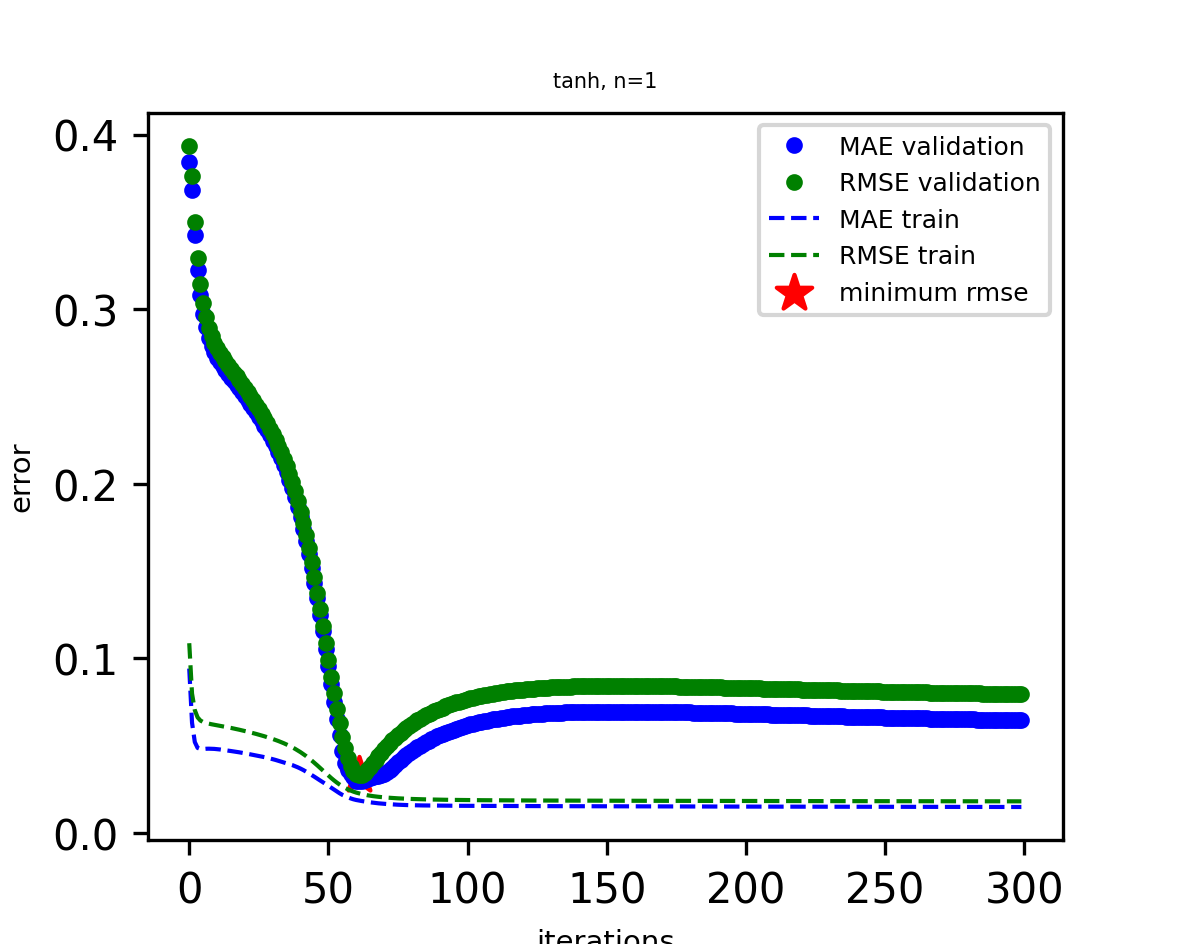 tanh, n=1
0.4
0.3
0.2
0.1
0.0
error
MAE validation
RMSE validation
MAE train
RMSE train
minimum rmse
0 50 100 150 200 250 300
iterations